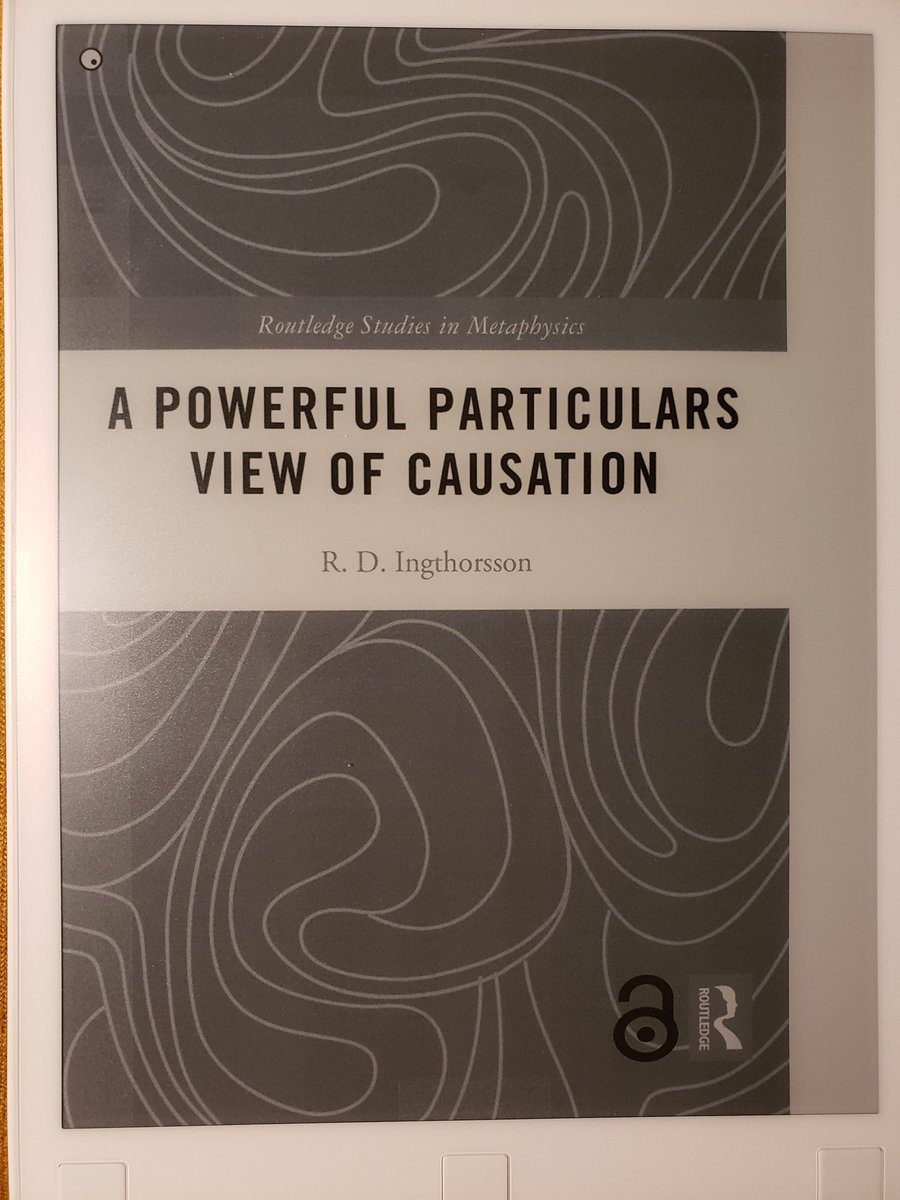 Routledge Studies in Metaphysics
A POWERFUL PARTICULARS
VIEW OF CAUSATION
R. D. Ingthorsson
ROUTLEDGE